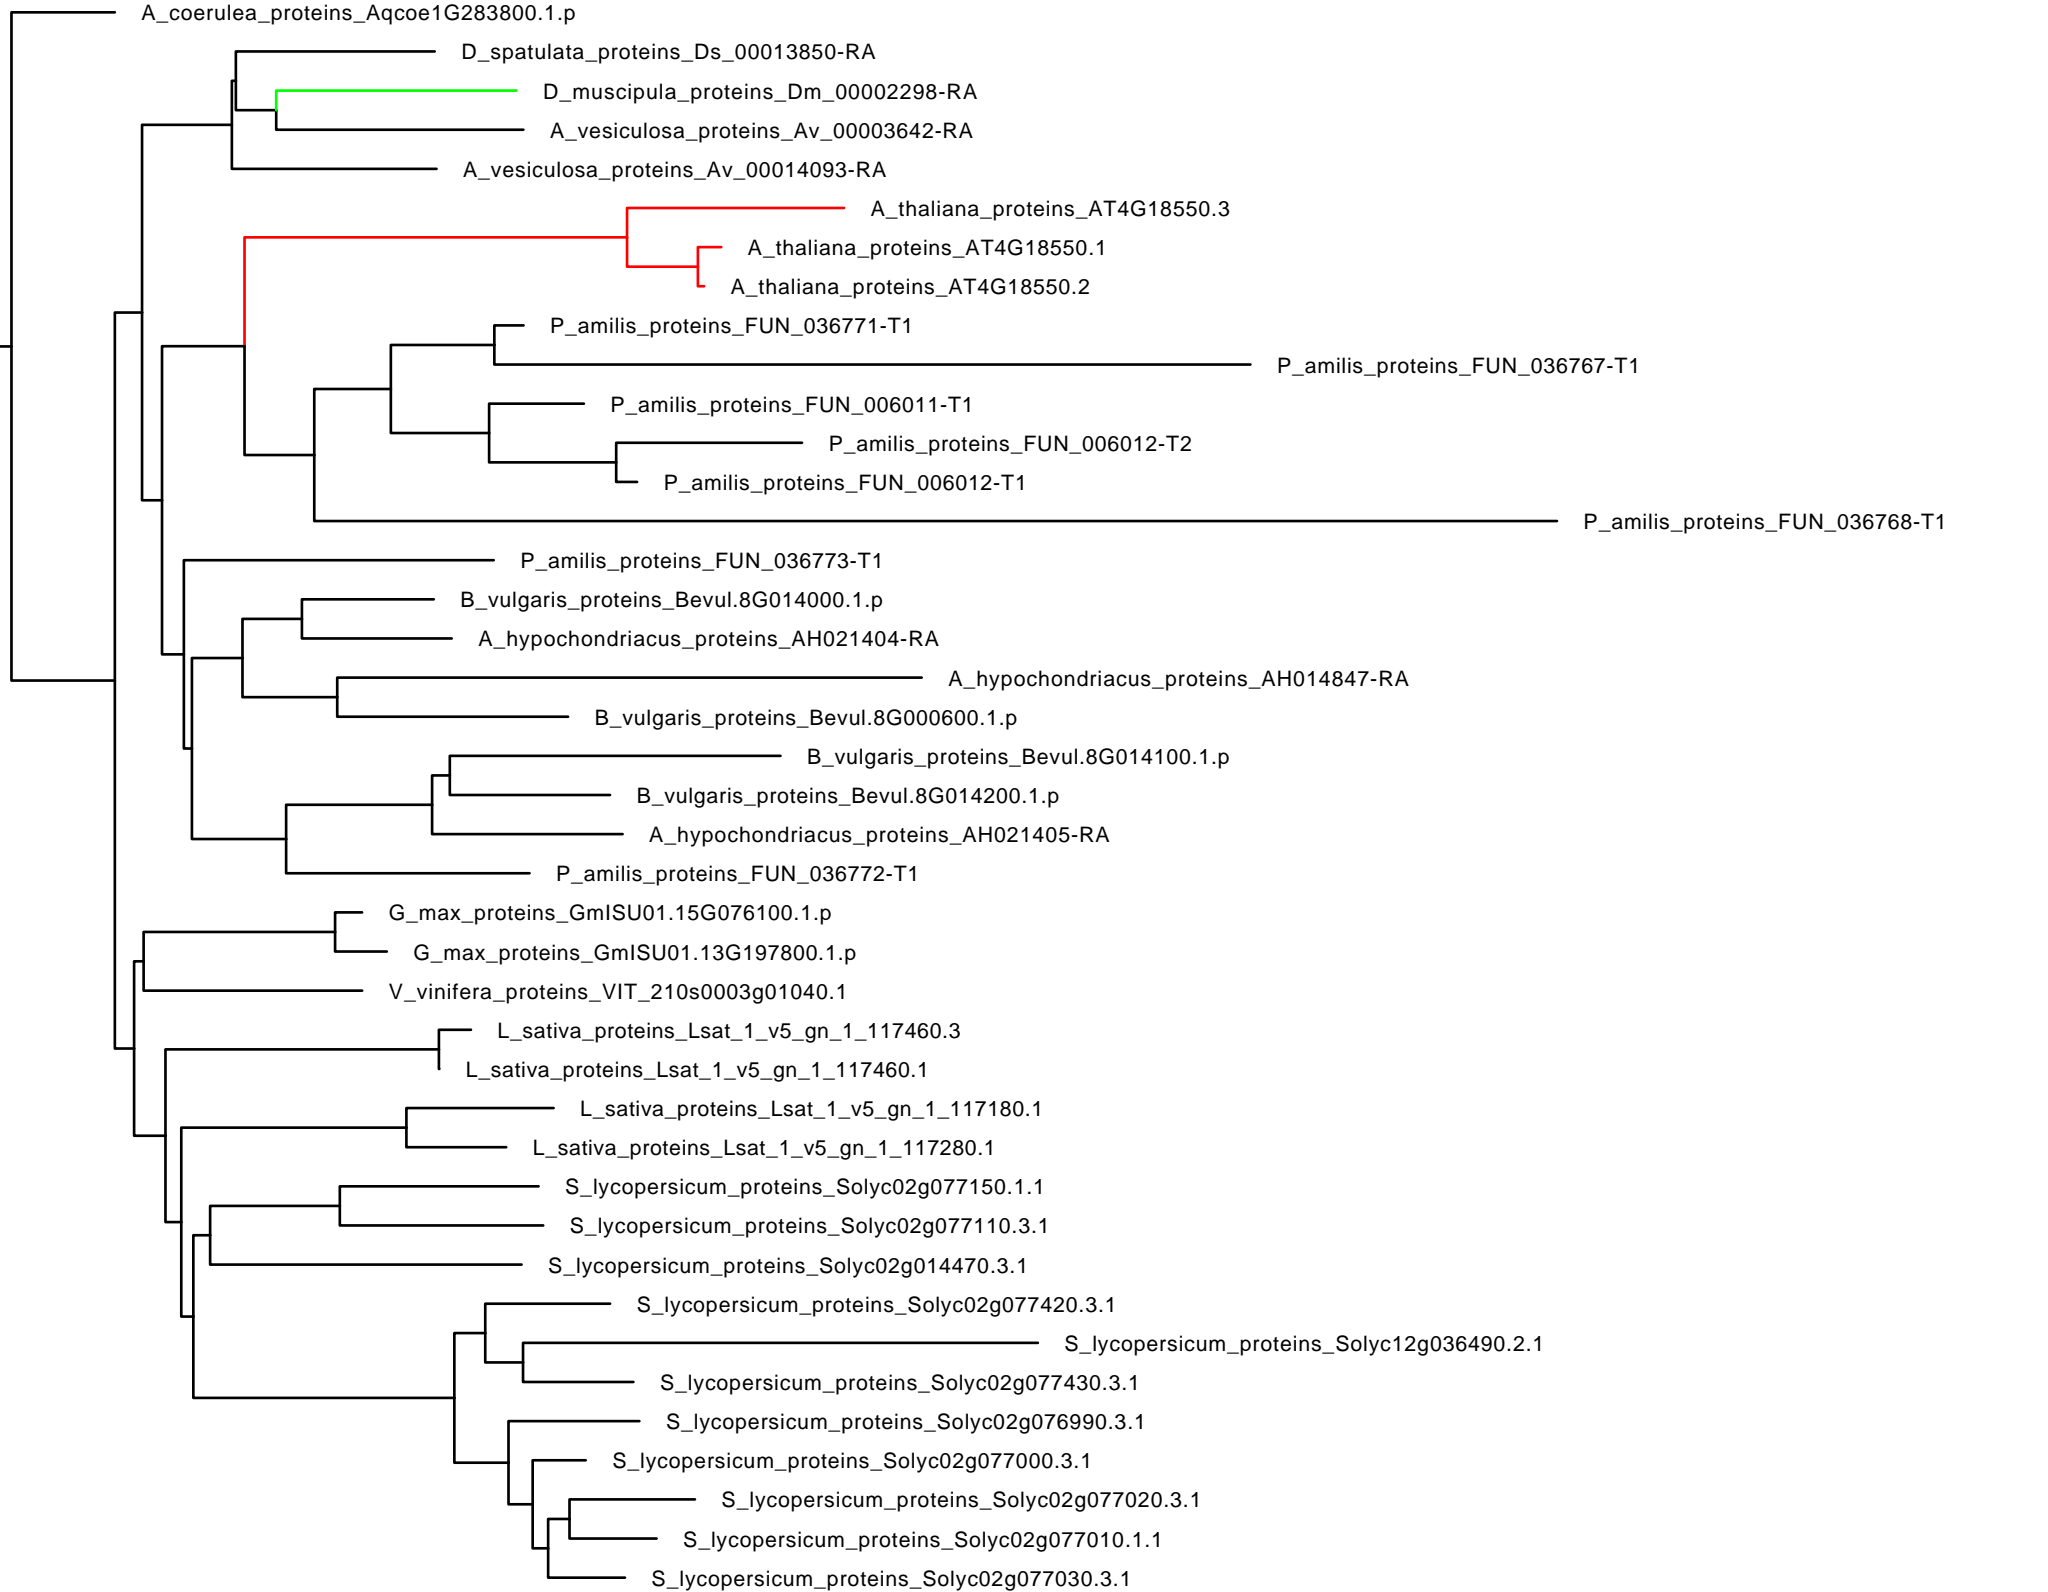 A_coerulea_proteins_Aqcoe1G283800.1.p
D_spatulata_proteins_Ds_00013850-RA
D_muscipula_proteins_Dm_00002298-RA
A_vesiculosa_proteins_Av_00003642-RA
A_vesiculosa_proteins_Av_00014093-RA
A_thaliana_proteins_AT4G18550.3
A_thaliana_proteins_AT4G18550.1
A_thaliana_proteins_AT4G18550.2
P_amilis_proteins_FUN_036771-T1
P_amilis_proteins_FUN_036767-T1
P_amilis_proteins_FUN_006011-T1
P_amilis_proteins_FUN_006012-T2
P_amilis_proteins_FUN_006012-T1
P_amilis_proteins_FUN_036768-T1
P_amilis_proteins_FUN_036773-T1
B_vulgaris_proteins_Bevul.8G014000.1.p
A_hypochondriacus_proteins_AH021404-RA
A_hypochondriacus_proteins_AH014847-RA
B_vulgaris_proteins_Bevul.8G000600.1.p
B_vulgaris_proteins_Bevul.8G014100.1.p
B_vulgaris_proteins_Bevul.8G014200.1.p
A_hypochondriacus_proteins_AH021405-RA
P_amilis_proteins_FUN_036772-T1
G_max_proteins_GmISU01.15G076100.1.p
G_max_proteins_GmISU01.13G197800.1.p
V_vinifera_proteins_VIT_210s0003g01040.1
L_sativa_proteins_Lsat_1_v5_gn_1_117460.3
L_sativa_proteins_Lsat_1_v5_gn_1_117460.1
L_sativa_proteins_Lsat_1_v5_gn_1_117180.1
L_sativa_proteins_Lsat_1_v5_gn_1_117280.1
S_lycopersicum_proteins_Solyc02g077150.1.1
S_lycopersicum_proteins_Solyc02g077110.3.1
S_lycopersicum_proteins_Solyc02g014470.3.1
S_lycopersicum_proteins_Solyc02g077420.3.1
S_lycopersicum_proteins_Solyc12g036490.2.1
S_lycopersicum_proteins_Solyc02g077430.3.1
S_lycopersicum_proteins_Solyc02g076990.3.1
S_lycopersicum_proteins_Solyc02g077000.3.1
S_lycopersicum_proteins_Solyc02g077020.3.1
S_lycopersicum_proteins_Solyc02g077010.1.1
S_lycopersicum_proteins_Solyc02g077030.3.1